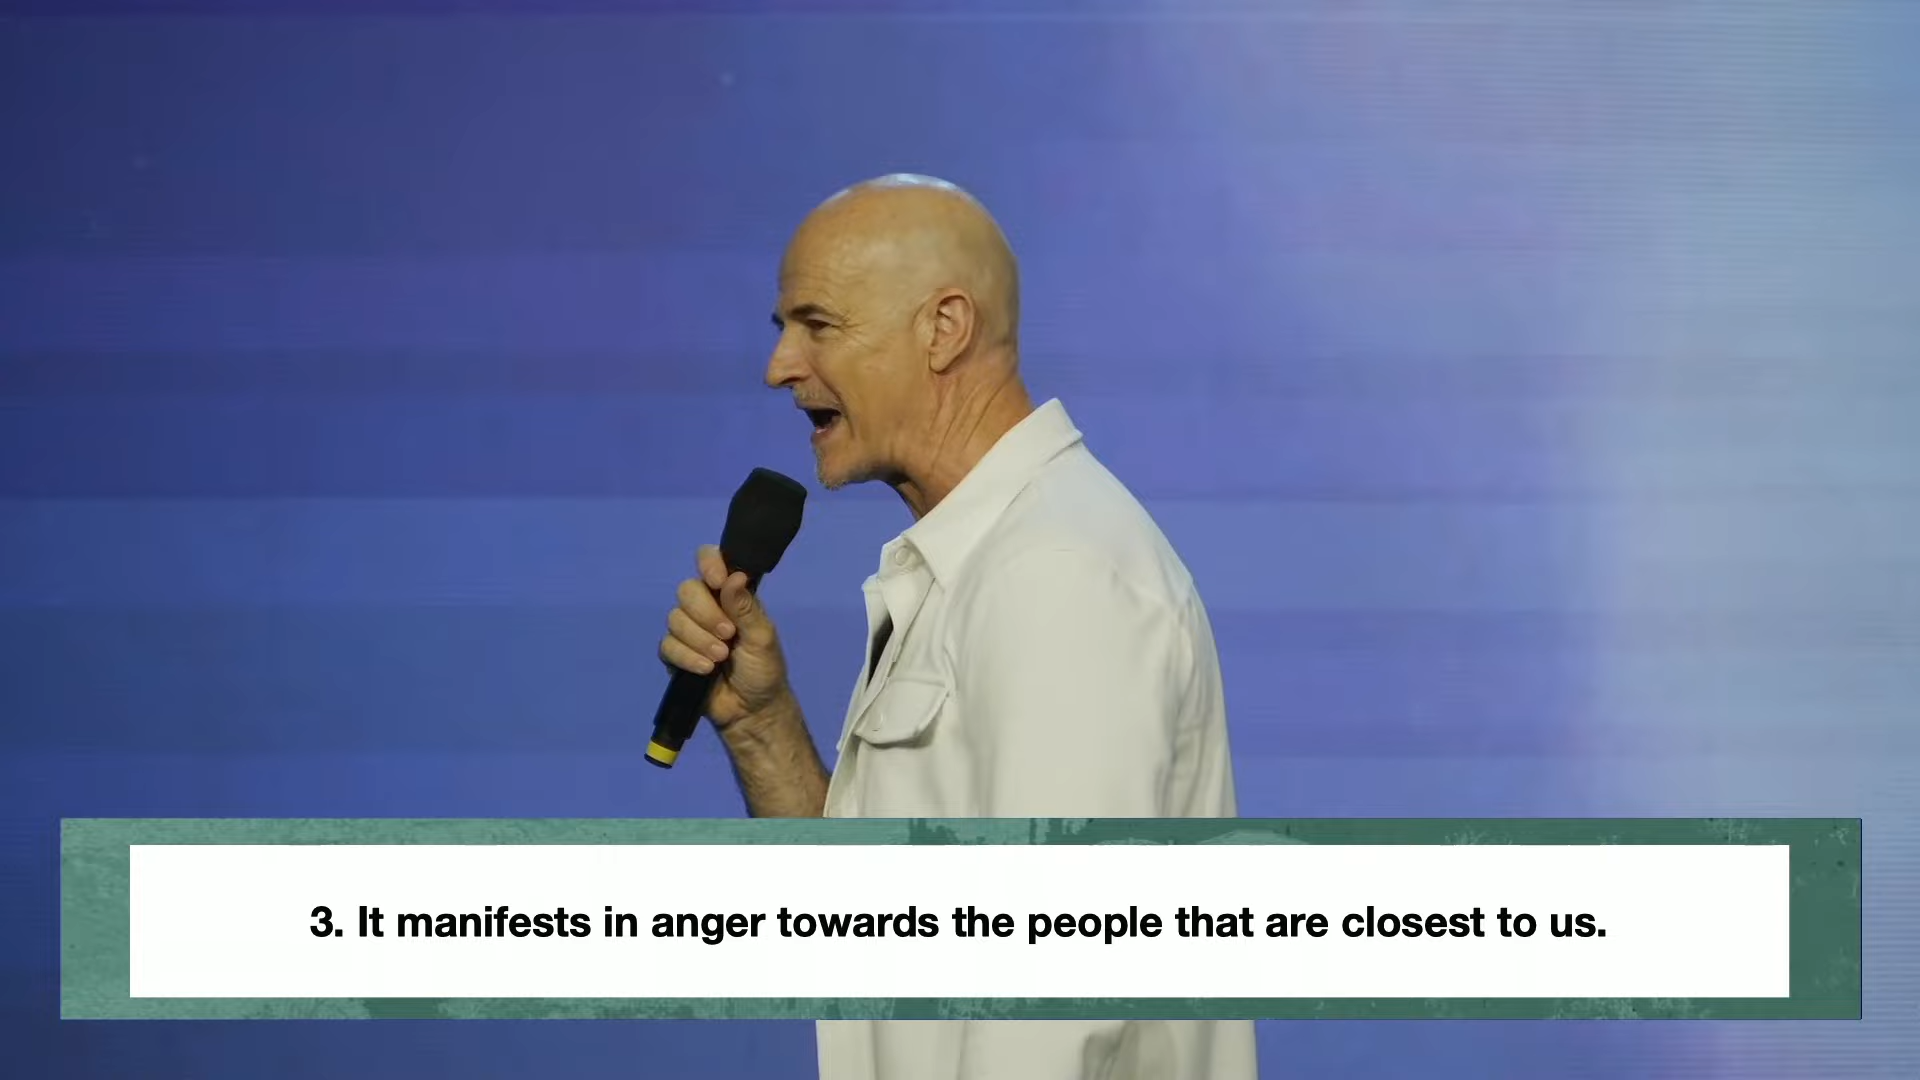 3. It manifests in anger towards the people that are closest to us.